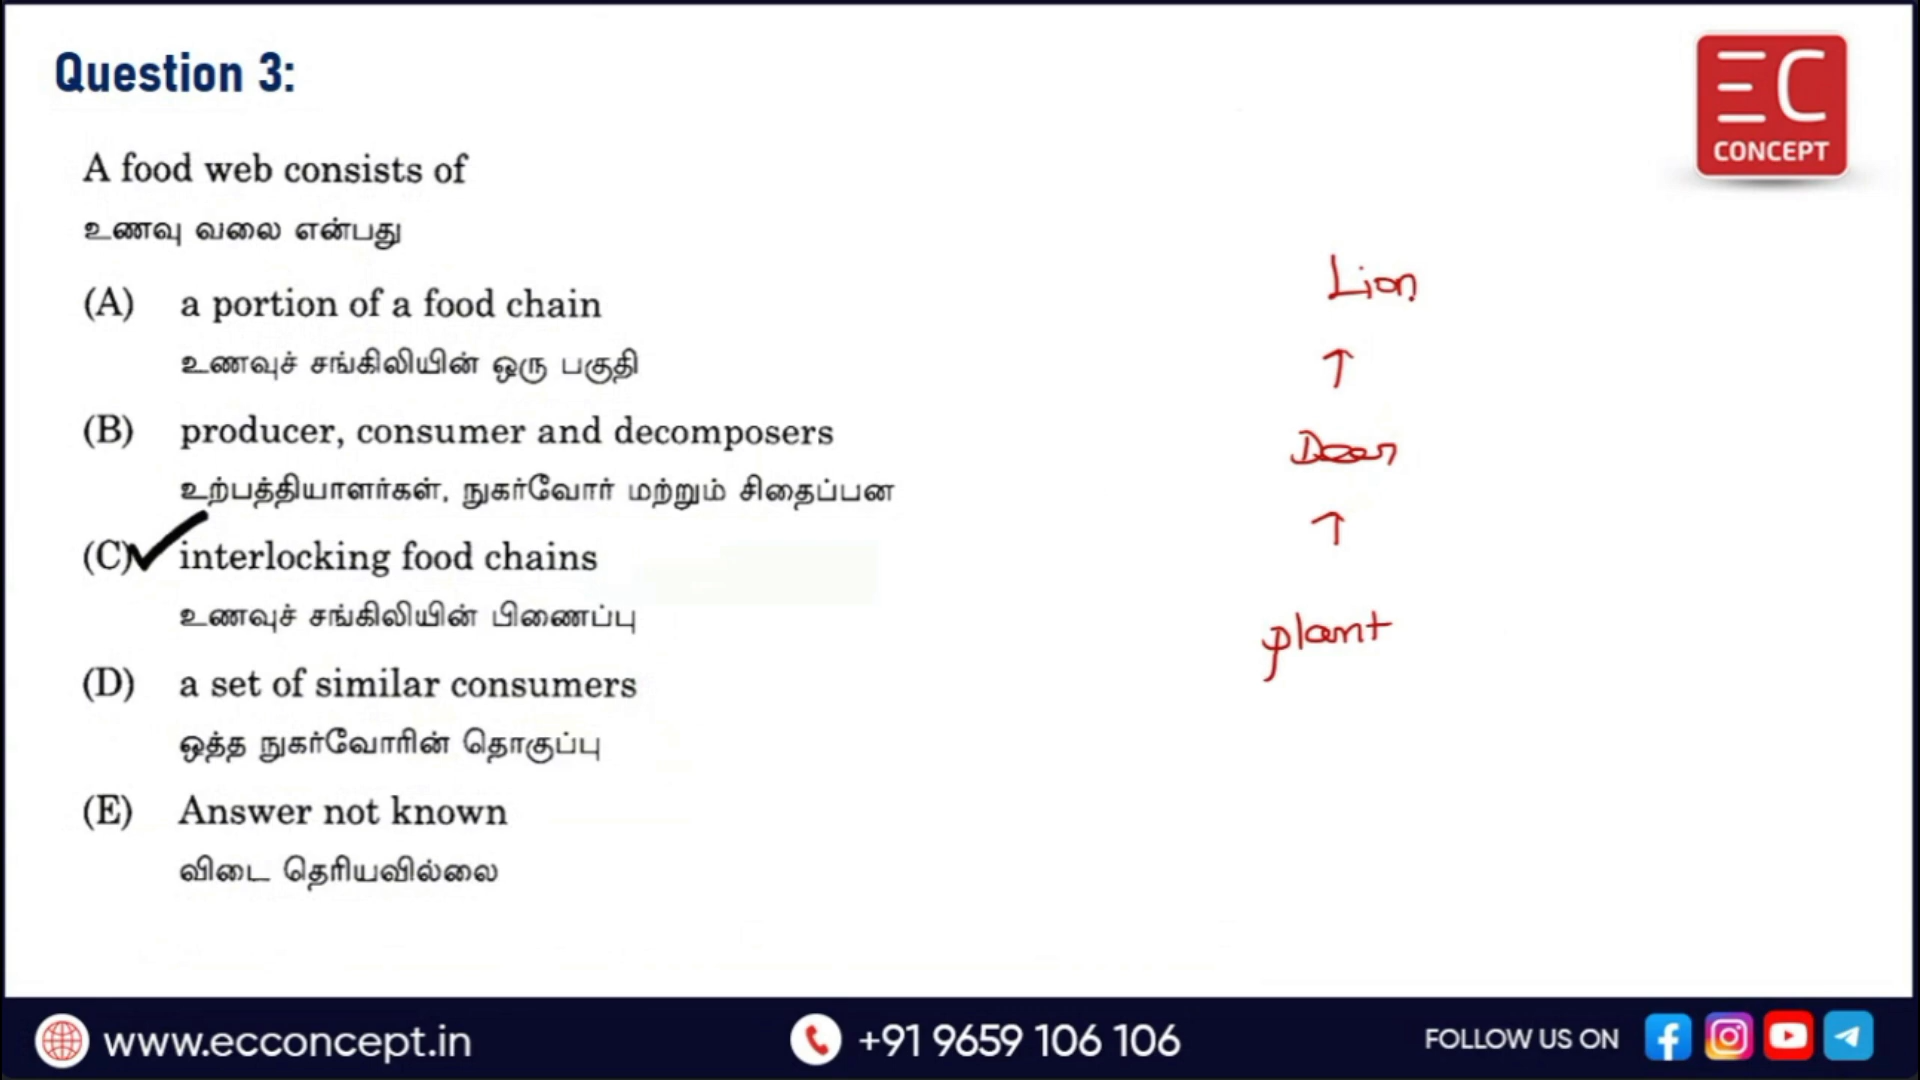 Question 3:
EC
CONCEPT
A food web consists of
உணவு வலை என்பது
(A) a portion of a food chain
உணவுச் சங்கிலியின் ஒரு பகுதி
(B) producer, consumer and decomposers
உற்பத்தியாளர்கள், நுகர்வோர் மற்றும் சிதைப்பன
(C) interlocking food chains
உணவுச் சங்கிலியின் பிணைப்பு
(D) a set of similar consumers
ஒத்த நுகர்வோரின் தொகுப்பு
(E) Answer not known
விடை தெரியவில்லை
Lion
↑
Deer
↑
plant
www.ecconcept.in
+91 9659 106 106
FOLLOW US ON